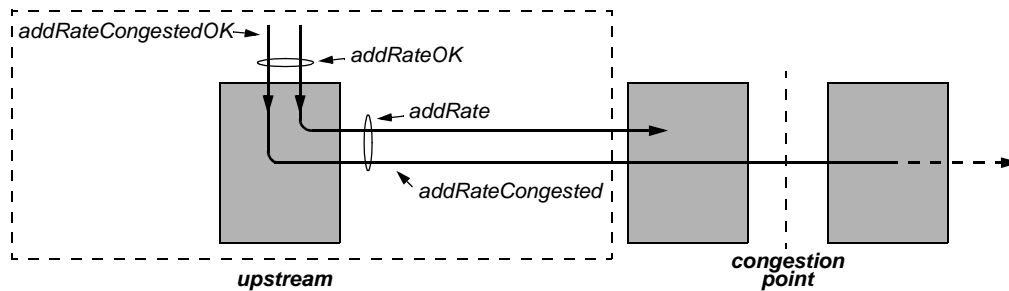 addRateCongestedOK
addRateOK
addRate
addRateCongested
upstream
congestion
point